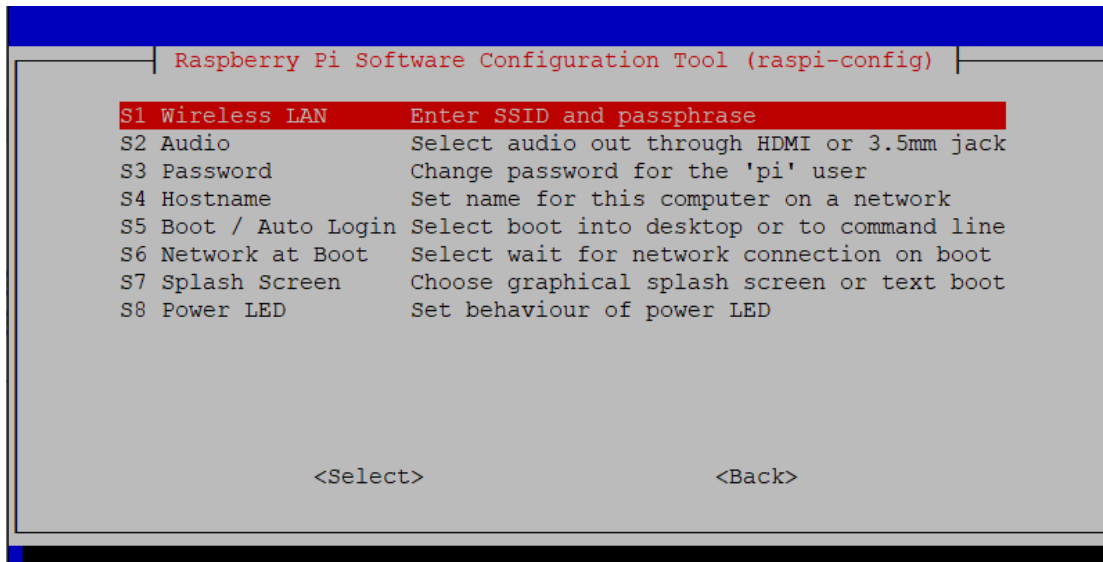 Raspberry Pi Software Configuration Tool (raspi-config)
S1 Wireless LAN Enter SSID and passphrase
S2 Audio Select audio out through HDMI or 3.5mm jack
S3 Password Change password for the 'pi' user
S4 Hostname Set name for this computer on a network
S5 Boot / Auto Login Select boot into desktop or to command line
S6 Network at Boot Select wait for network connection on boot
S7 Splash Screen Choose graphical splash screen or text boot
S8 Power LED Set behaviour of power LED
<Select> <Back>